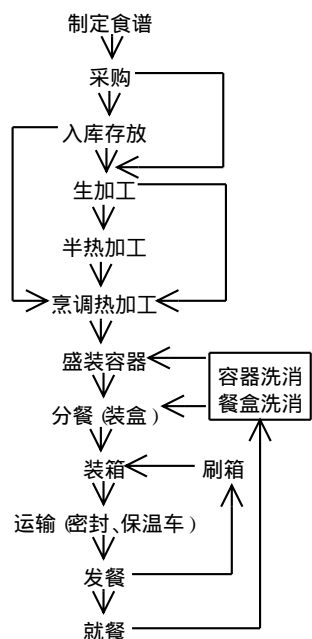 制定食谱
采购
入库存放
生加工
半热加工
烹调热加工
盛装容器
容器洗消
餐盒洗消
分餐(装盒)
装箱
刷箱
运输(密封、保温车)
发餐
就餐